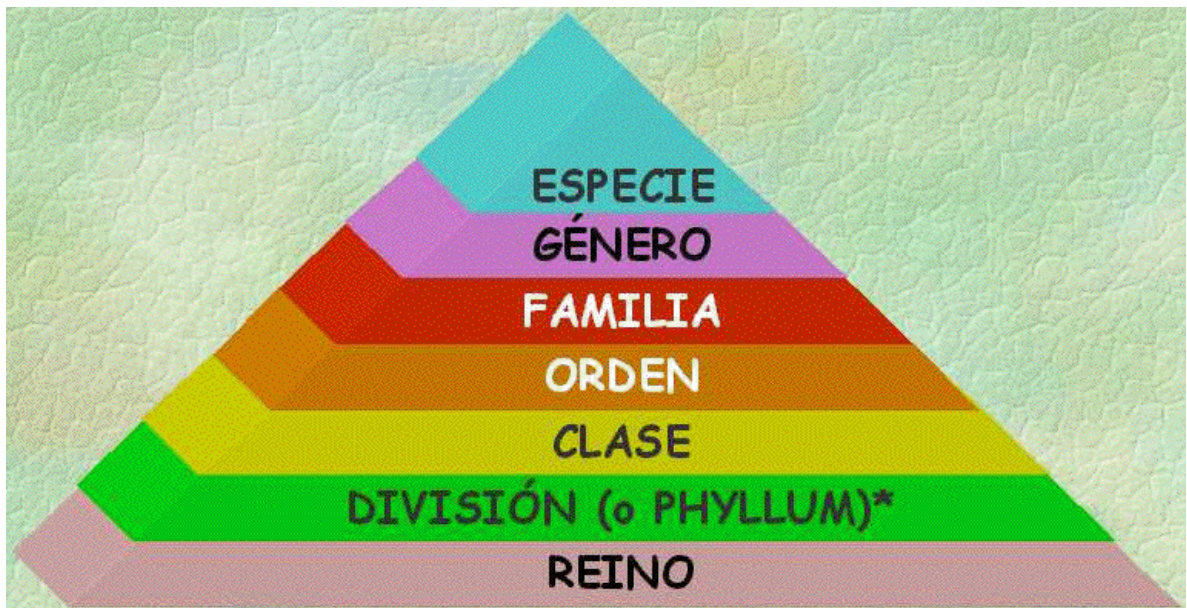 ESPECIE
GÉNERO
FAMILIA
ORDEN
CLASE
DIVISIÓN (o PHYLLUM)*
REINO